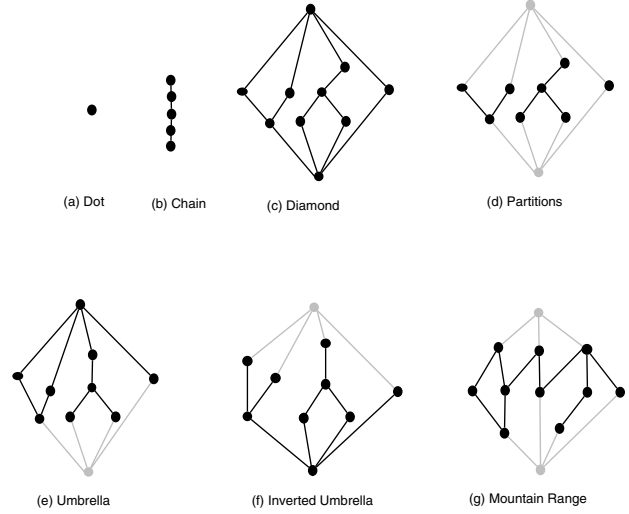 (a) Dot
(b) Chain
(c) Diamond
(d) Partitions
(e) Umbrella
(f) Inverted Umbrella
(g) Mountain Range